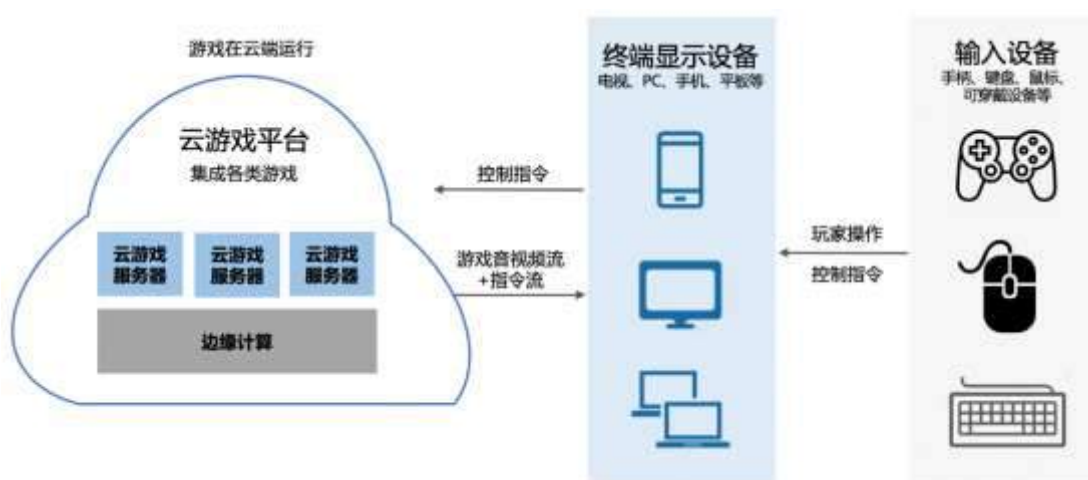 游戏在云端运行
云游戏平台
集成各类游戏
云游戏
服务器
云游戏
服务器
云游戏
服务器
边缘计算
控制指令
游戏音视频流
+指令流
终端显示设备
电视、PC、手机、平板等
玩家操作
控制指令
输入设备
手柄、键盘、鼠标、
可穿戴设备等